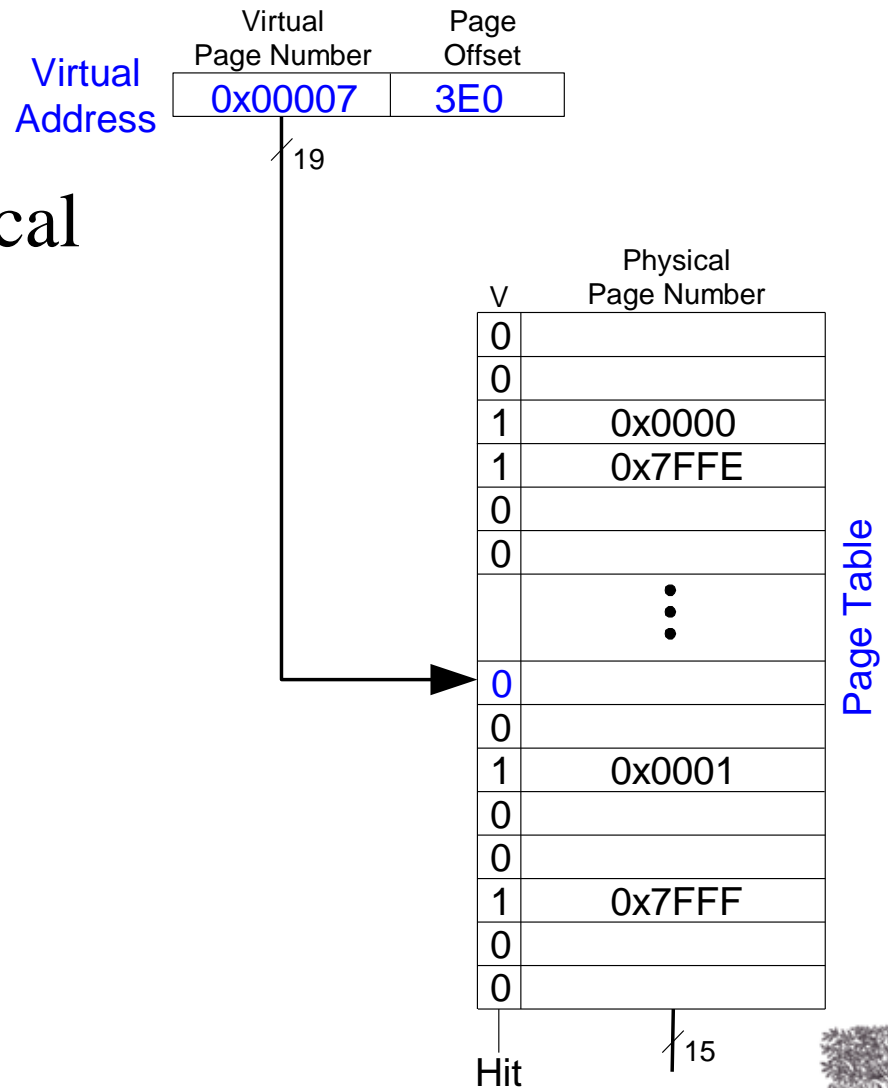 Virtual
Page Number
Page
Offset
Virtual
Address
0x00007
3E0
19
cal
Physical
Page Number
V
0
0
1 0x0000
1 0x7FFE
0
0
0
0
1 0x0001
0
0
1 0x7FFF
0
0
Page Table
Hit
15